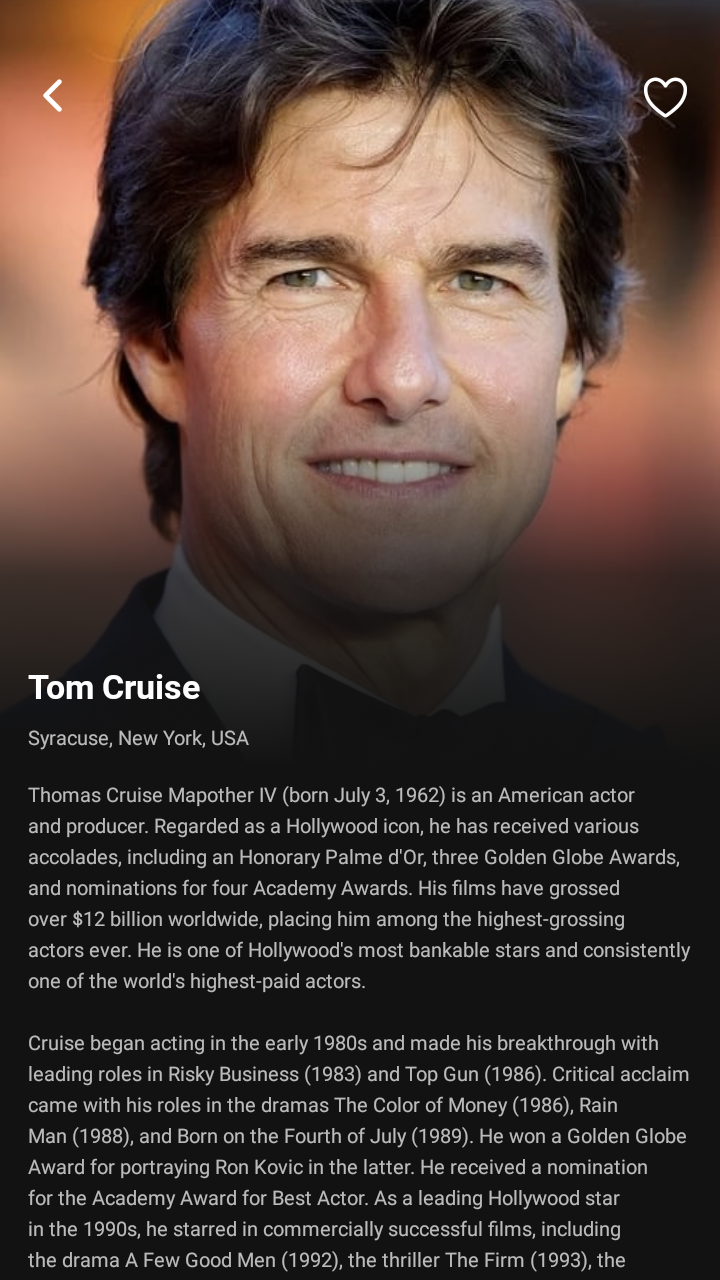 Tom Cruise
Syracuse, New York, USA
Thomas Cruise Mapother IV (born July 3, 1962) is an American actor
and producer. Regarded as a Hollywood icon, he has received various
accolades, including an Honorary Palme d'Or, three Golden Globe Awards,
and nominations for four Academy Awards. His films have grossed
over $12 billion worldwide, placing him among the highest-grossing
actors ever. He is one of Hollywood's most bankable stars and consistently
one of the world's highest-paid actors.
Cruise began acting in the early 1980s and made his breakthrough with
leading roles in Risky Business (1983) and Top Gun (1986). Critical acclaim
came with his roles in the dramas The Color of Money (1986), Rain
Man (1988), and Born on the Fourth of July (1989). He won a Golden Globe
Award for portraying Ron Kovic in the latter. He received a nomination
for the Academy Award for Best Actor. As a leading Hollywood star
in the 1990s, he starred in commercially successful films, including
the drama A Few Good Men (1992), the thriller The Firm (1993), the